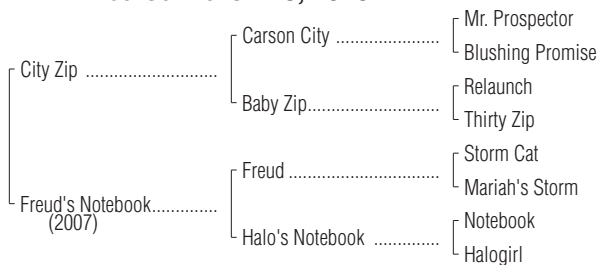 Mr. Prospector
Carson City ..................
Blushing Promise
City Zip .......................
Relaunch
Baby Zip.......................
Thirty Zip
Storm Cat
Freud ..........................
Mariah's Storm
Freud's Notebook............
(2007)
Notebook
Halo's Notebook ..............
Halogirl